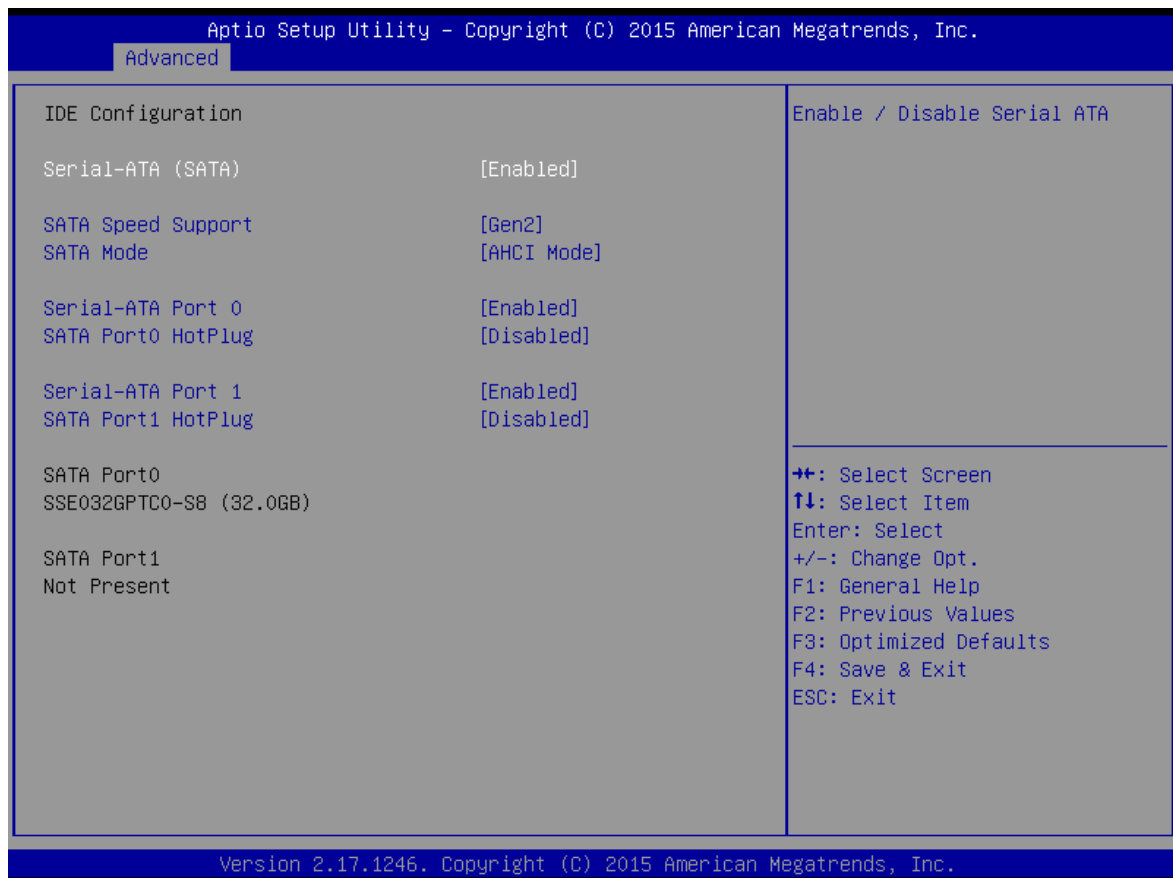 Aptio Setup Utility – Copyright (C) 2015 American Megatrends, Inc.
Advanced
IDE Configuration
Serial-ATA (SATA) [Enabled]
SATA Speed Support [Gen2]
SATA Mode [AHCI Mode]
Serial-ATA Port 0 [Enabled]
SATA Port0 HotPlug [Disabled]
Serial-ATA Port 1 [Enabled]
SATA Port1 HotPlug [Disabled]
SATA Port0
SSE032GPTC0-S8 (32.0GB)
SATA Port1
Not Present
Enable / Disable Serial ATA
→←: Select Screen
↑↓: Select Item
Enter: Select
+/-: Change Opt.
F1: General Help
F2: Previous Values
F3: Optimized Defaults
F4: Save & Exit
ESC: Exit
Version 2.17.1246. Copyright (C) 2015 American Megatrends, Inc.